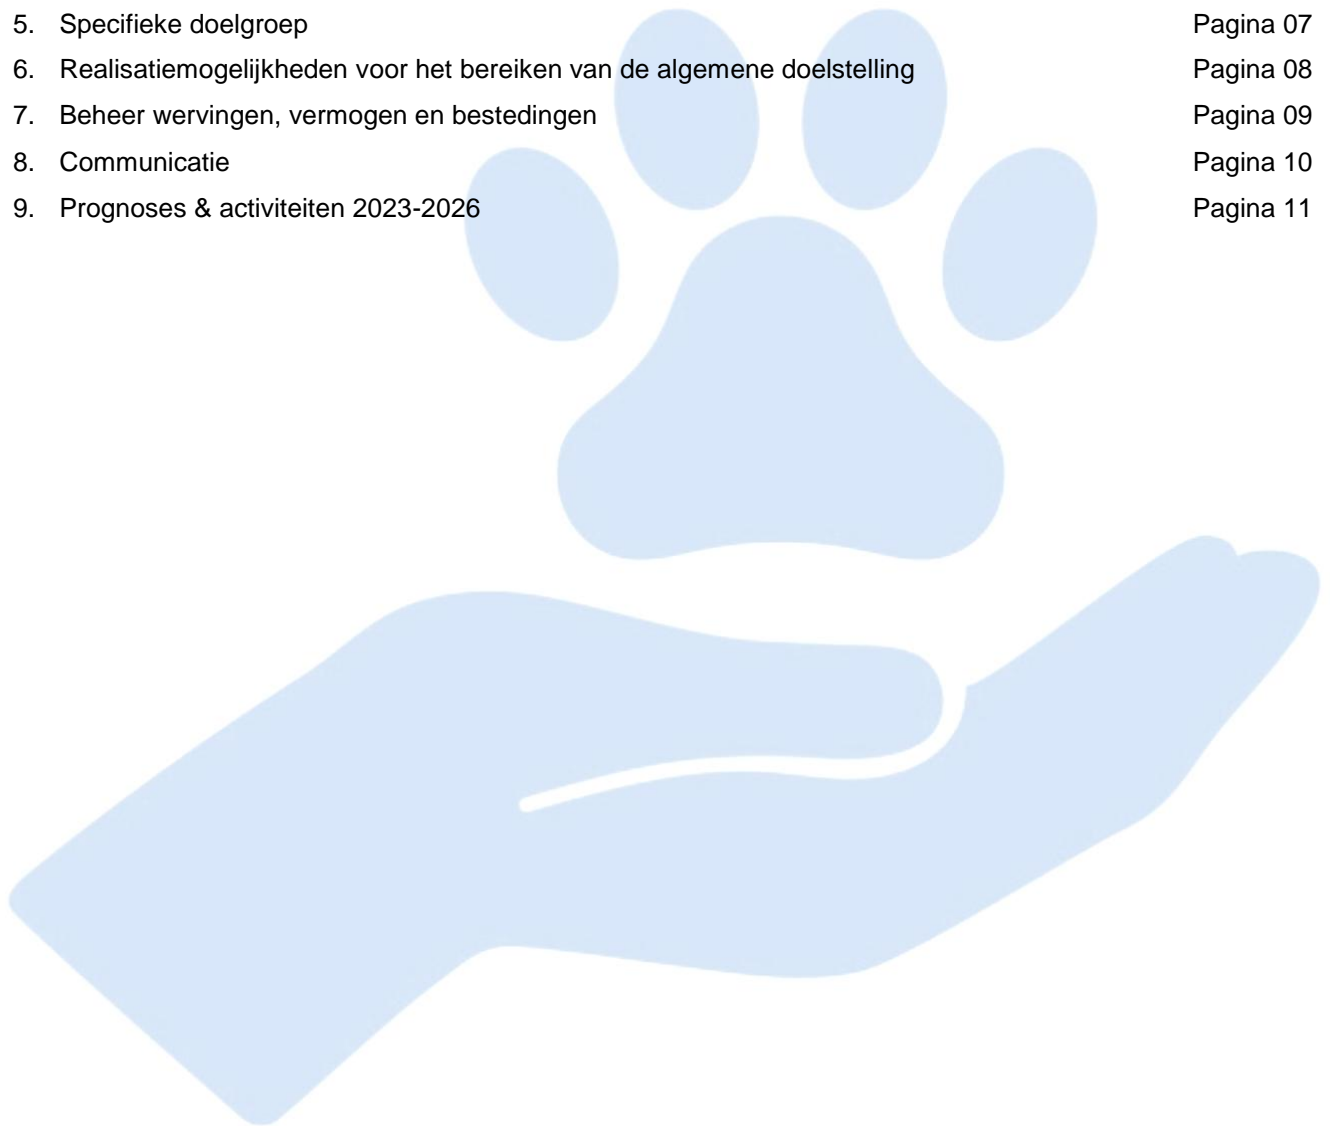 5. Specifieke doelgroep Pagina 07
6. Realisatiemogelijkheden voor het bereiken van de algemene doelstelling Pagina 08
7. Beheer wervingen, vermogen en bestedingen Pagina 09
8. Communicatie Pagina 10
9. Prognoses & activiteiten 2023-2026 Pagina 11